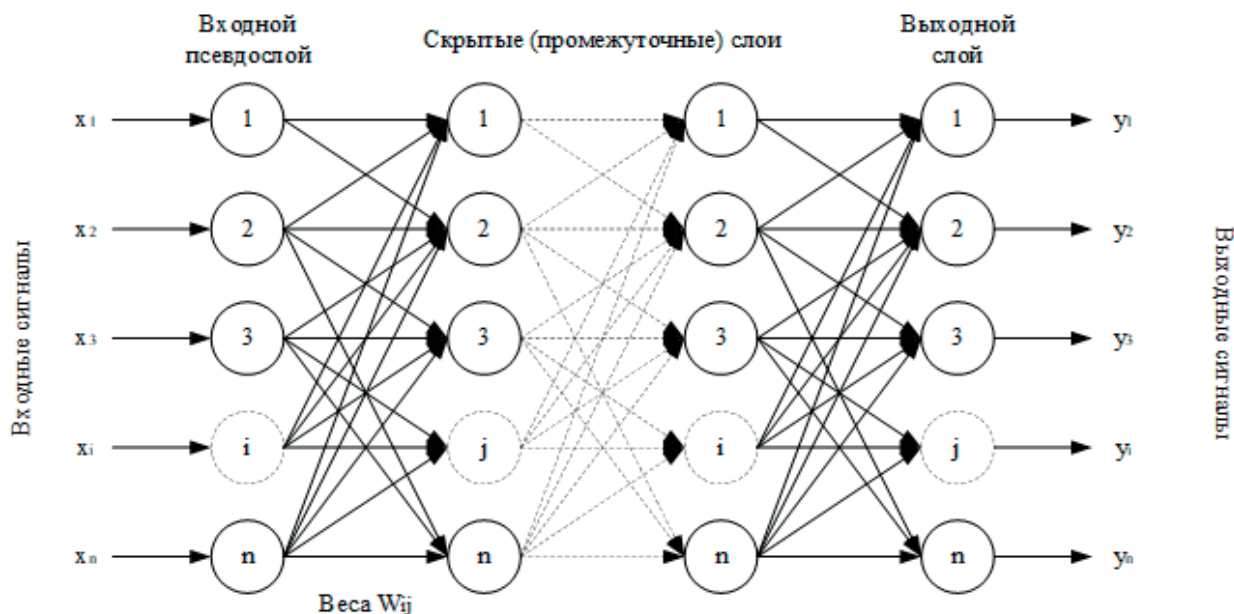 Входной
псевдослой
Скрытые (промежуточные) слои
Выходной
слой
Входные сигналы
Выходные сигналы
x1 1 1 1 1 y1
x2 2 2 2 2 y2
x3 3 3 3 3 y3
xi i j i j yi
xn n n n n yn
Веса Wij